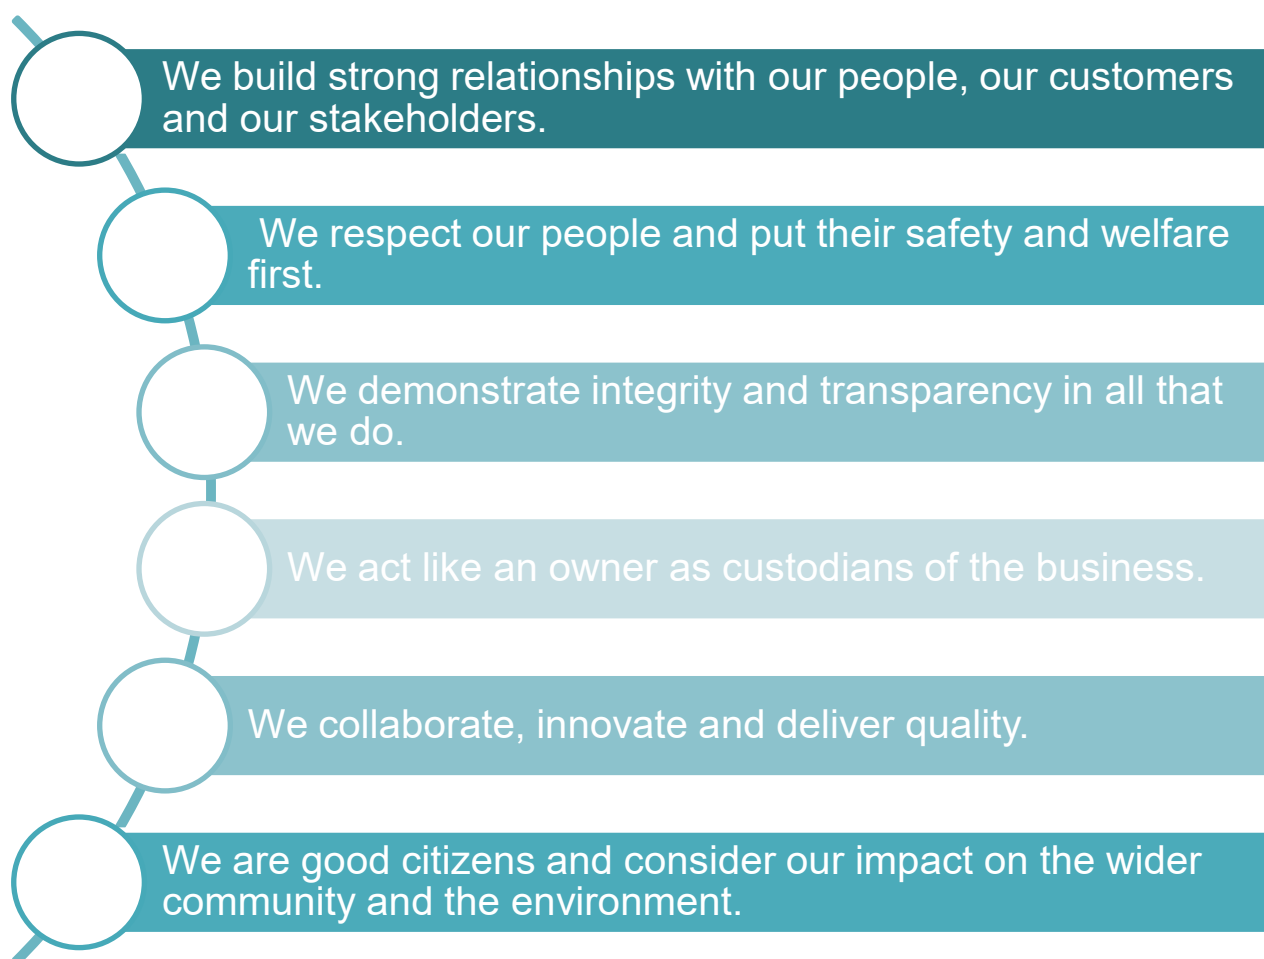 We build strong relationships with our people, our customers
and our stakeholders.
We respect our people and put their safety and welfare
first.
We demonstrate integrity and transparency in all that
we do.
We act like an owner as custodians of the business.
We collaborate, innovate and deliver quality.
We are good citizens and consider our impact on the wider
community and the environment.